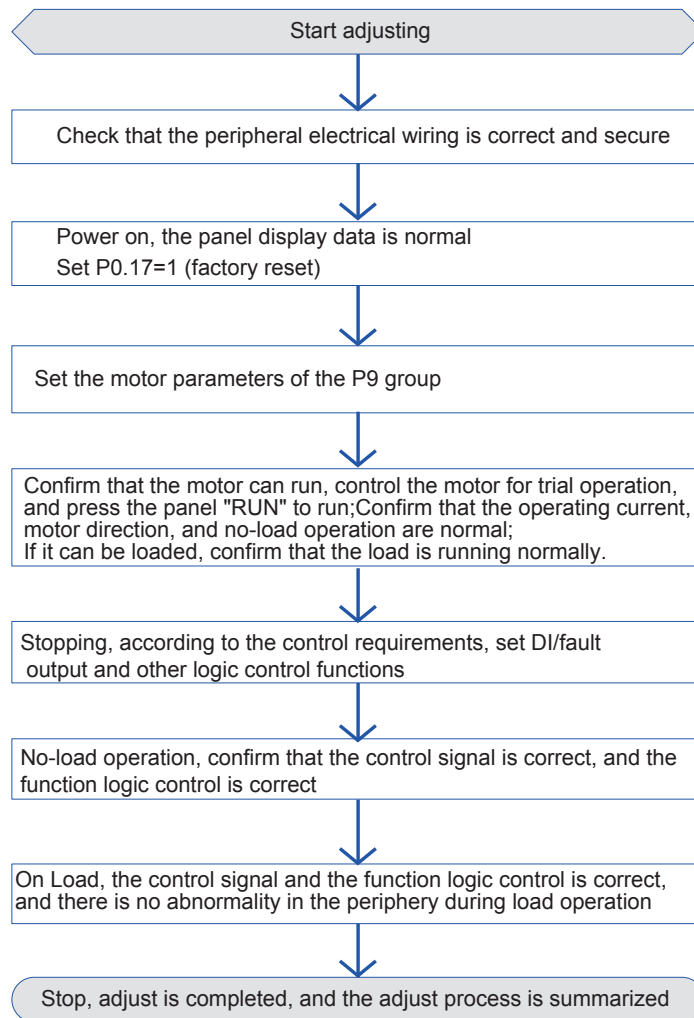 Start adjusting
Check that the peripheral electrical wiring is correct and secure
Power on, the panel display data is normal
Set P0.17=1 (factory reset)
Set the motor parameters of the P9 group
Confirm that the motor can run, control the motor for trial operation,
and press the panel "RUN" to run;Confirm that the operating current,
motor direction, and no-load operation are normal;
If it can be loaded, confirm that the load is running normally.
Stopping, according to the control requirements, set DI/fault
output and other logic control functions
No-load operation, confirm that the control signal is correct, and the
function logic control is correct
On Load, the control signal and the function logic control is correct,
and there is no abnormality in the periphery during load operation
Stop, adjust is completed, and the adjust process is summarized